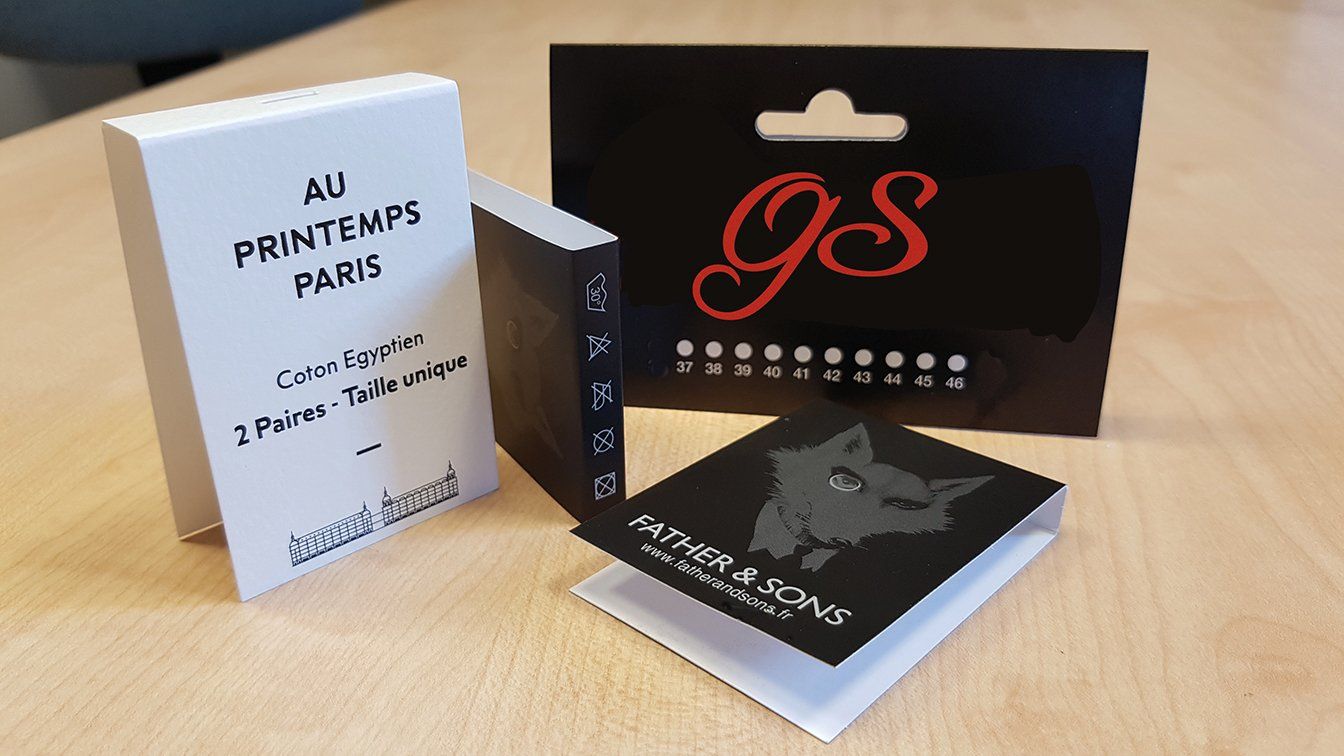 AU
PRINTEMPS
PARIS
Coton Egyptien
2 Paires - Taille unique
30°
gs
37 38 39 40 41 42 43 44 45 46
FATHER & SONS
www.fatherandsons.fr